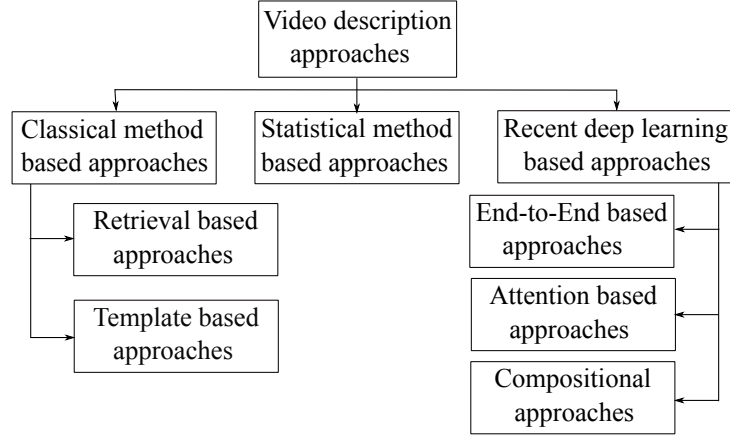 Video description
approaches
Classical method
based approaches
Statistical method
based approaches
Recent deep learning
based approaches
Retrieval based
approaches
Template based
approaches
End-to-End based
approaches
Attention based
approaches
Compositional
approaches